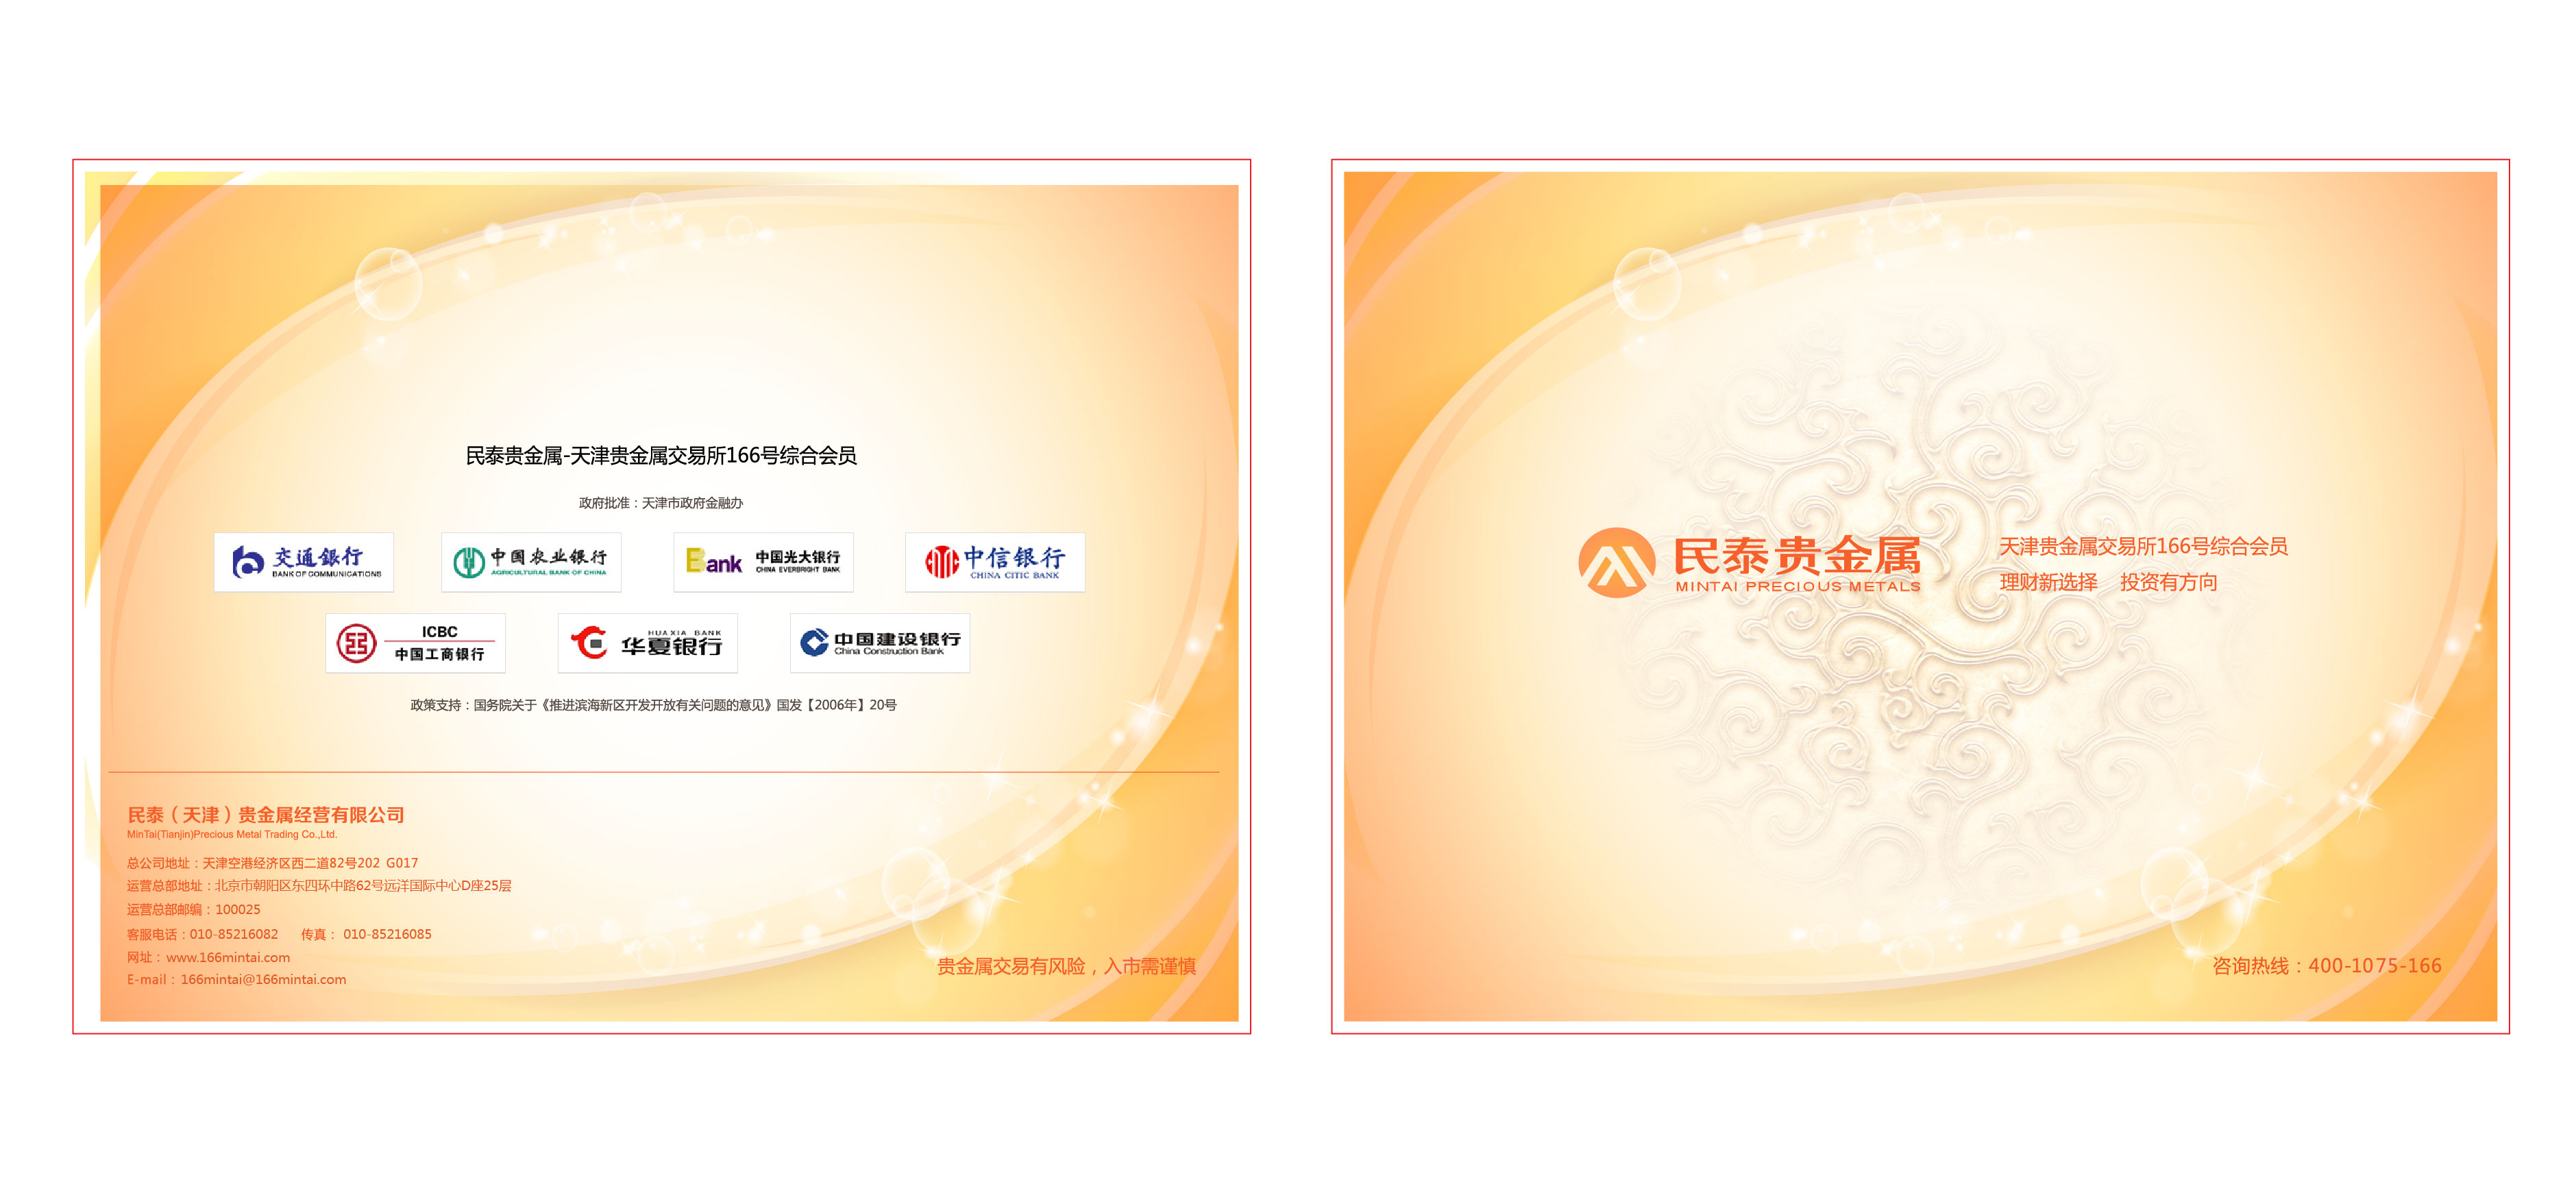 民泰贵金属-天津贵金属交易所166号综合会员
政府批准：天津市政府金融办
交通银行
BANK OF COMMUNICATIONS
中国农业银行
AGRICULTURAL BANK OF CHINA
Bank 中国光大银行
CHINA EVERBRIGHT BANK
中信银行
CHINA CITIC BANK
ICBC
中国工商银行
HUAXIA BANK
华夏银行
中国建设银行
China Construction Bank
政策支持：国务院关于《推进滨海新区开发开放有关问题的意见》国发【2006年】20号
民泰（天津）贵金属经营有限公司
MinTai(Tianjin)Precious Metal Trading Co.,Ltd.
总公司地址：天津空港经济区西二道82号202 G017
运营总部地址：北京市朝阳区东四环中路62号远洋国际中心D座25层
运营总部邮编：100025
客服电话：010-85216082 传真： 010-85216085
网址：www.166mintai.com
E-mail：166mintai@166mintai.com
贵金属交易有风险，入市需谨慎
民泰贵金属
MINTAI PRECIOUS METALS
天津贵金属交易所166号综合会员
理财新选择 投资有方向
咨询热线：400-1075-166